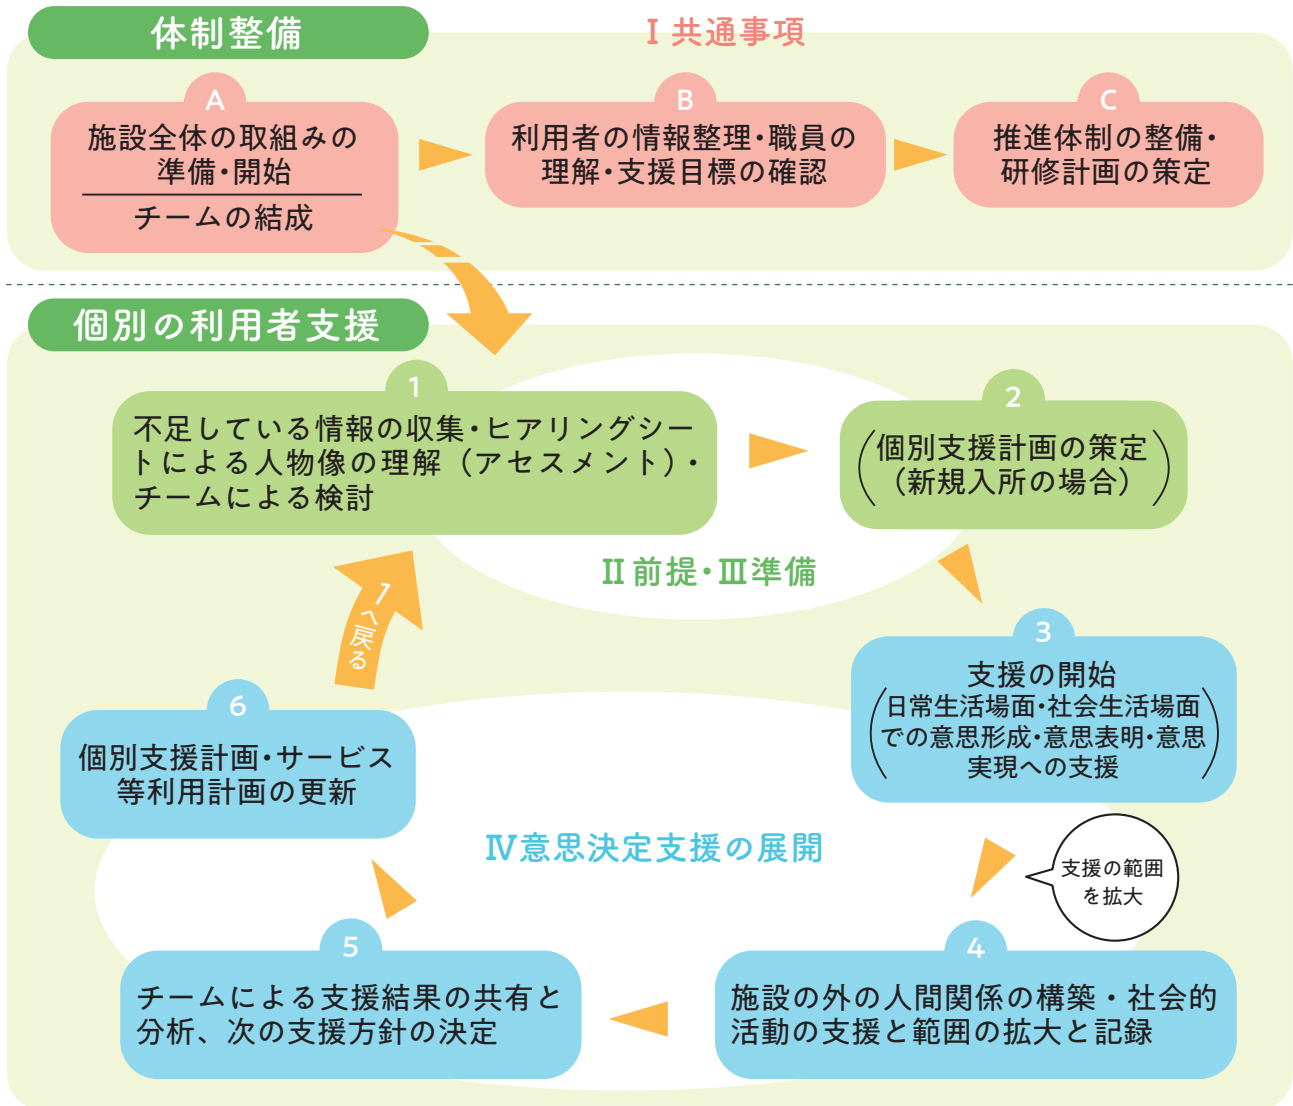 体制整備
Ⅰ 共通事項
A
施設全体の取組みの
準備・開始
チームの結成
B
利用者の情報整理・職員の
理解・支援目標の確認
C
推進体制の整備・
研修計画の策定
個別の利用者支援
1
不足している情報の収集・ヒアリングシー
トによる人物像の理解（アセスメント）・
チームによる検討
2
個別支援計画の策定
（新規入所の場合）
Ⅱ 前提・Ⅲ準備
3
支援の開始
（日常生活場面・社会生活場面
での意思形成・意思表明・意思
実現への支援）
支援の範囲
を拡大
4
施設の外の人間関係の構築・社会的
活動の支援と範囲の拡大と記録
5
チームによる支援結果の共有と
分析、次の支援方針の決定
6
個別支援計画・サービス
等利用計画の更新
1へ戻る
Ⅳ意思決定支援の展開